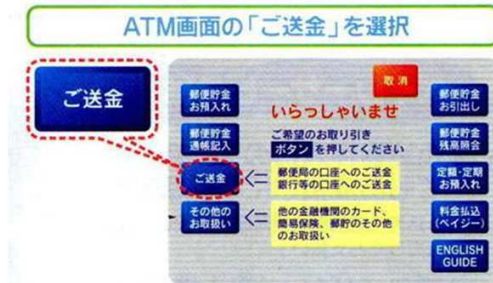 ATM画面の「ご送金」を選択
ご送金
取消
郵便貯金
お預入れ
いらっしゃいませ
郵便貯金
お引出し
郵便貯金
通帳記入
ご希望のお取り引き
ボタン を押してください
郵便貯金
残高照会
ご送金
郵便局の口座へのご送金
銀行等の口座へのご送金
定額・定期
お預入れ
その他の
お取扱い
他の金融機関のカード、
簡易保険、郵貯のその他
のお取扱い
料金払込
(ペイジー)
ENGLISH
GUIDE